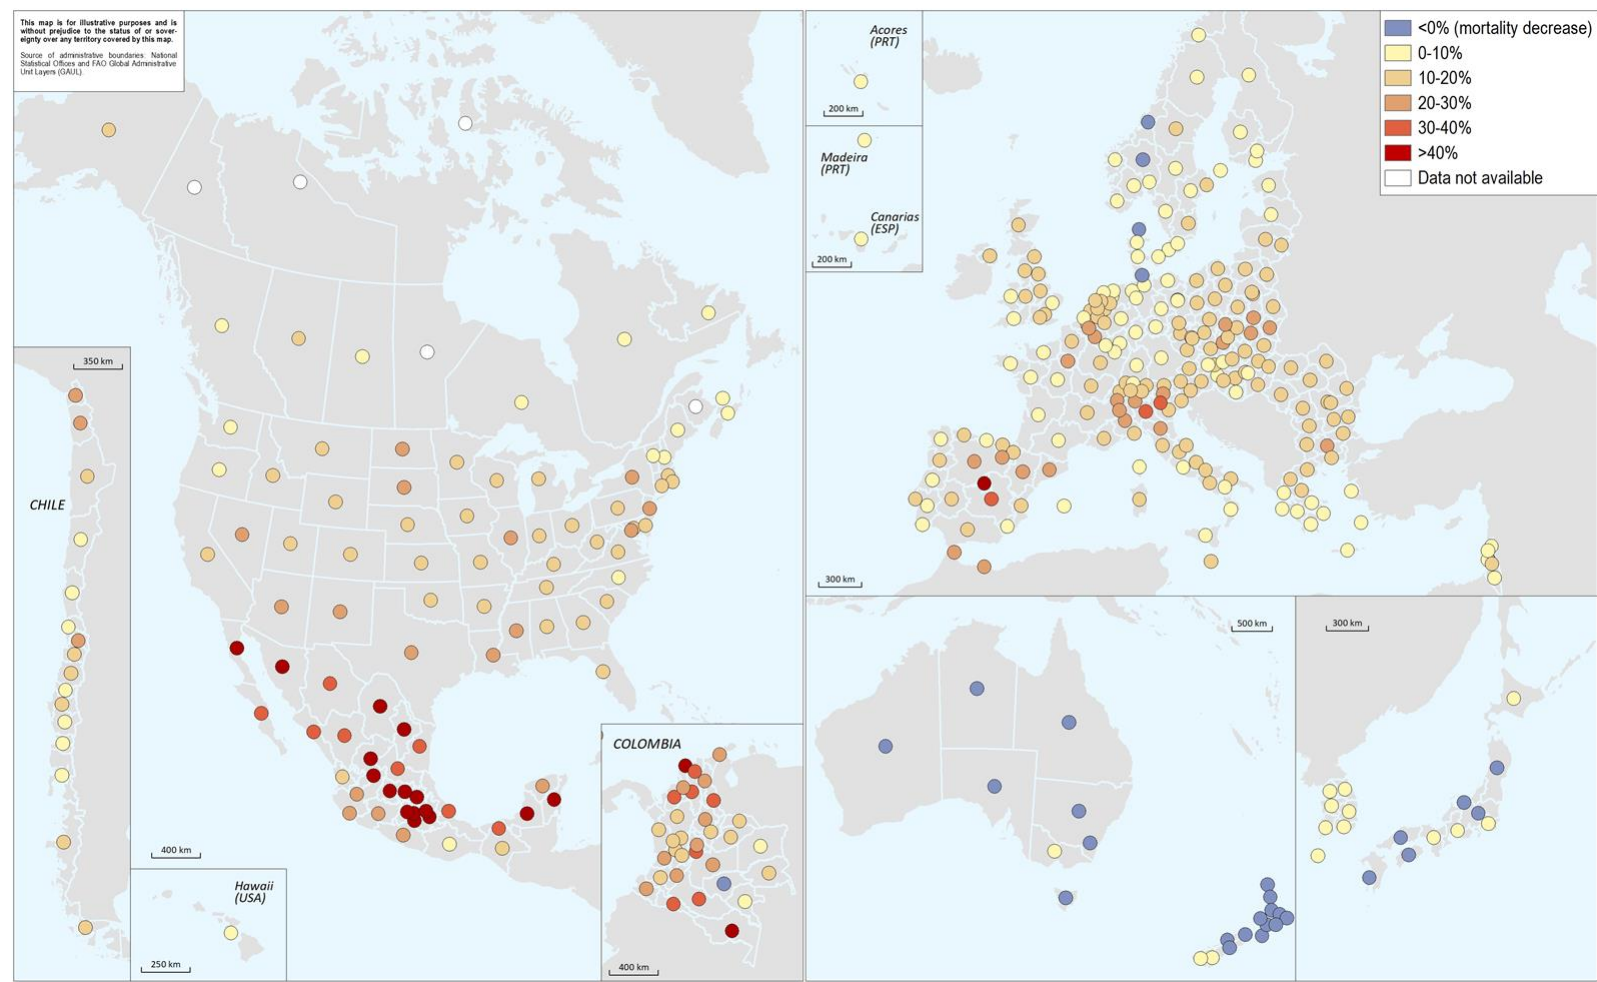 This map is for illustrative purposes and is
without prejudice to the status of or sover-
eignty over any territory covered by this map.
Source of administrative boundaries: National
Statistical Offices and FAO Global Administrative
Unit Layers (GAUL).
350 km
CHILE
400 km
Hawaii
(USA)
250 km
COLOMBIA
400 km
Acores
(PRT)
200 km
Madeira
(PRT)
Canarias
(ESP)
200 km
300 km
<0% (mortality decrease)
0-10%
10-20%
20-30%
30-40%
>40%
Data not available
500 km
300 km